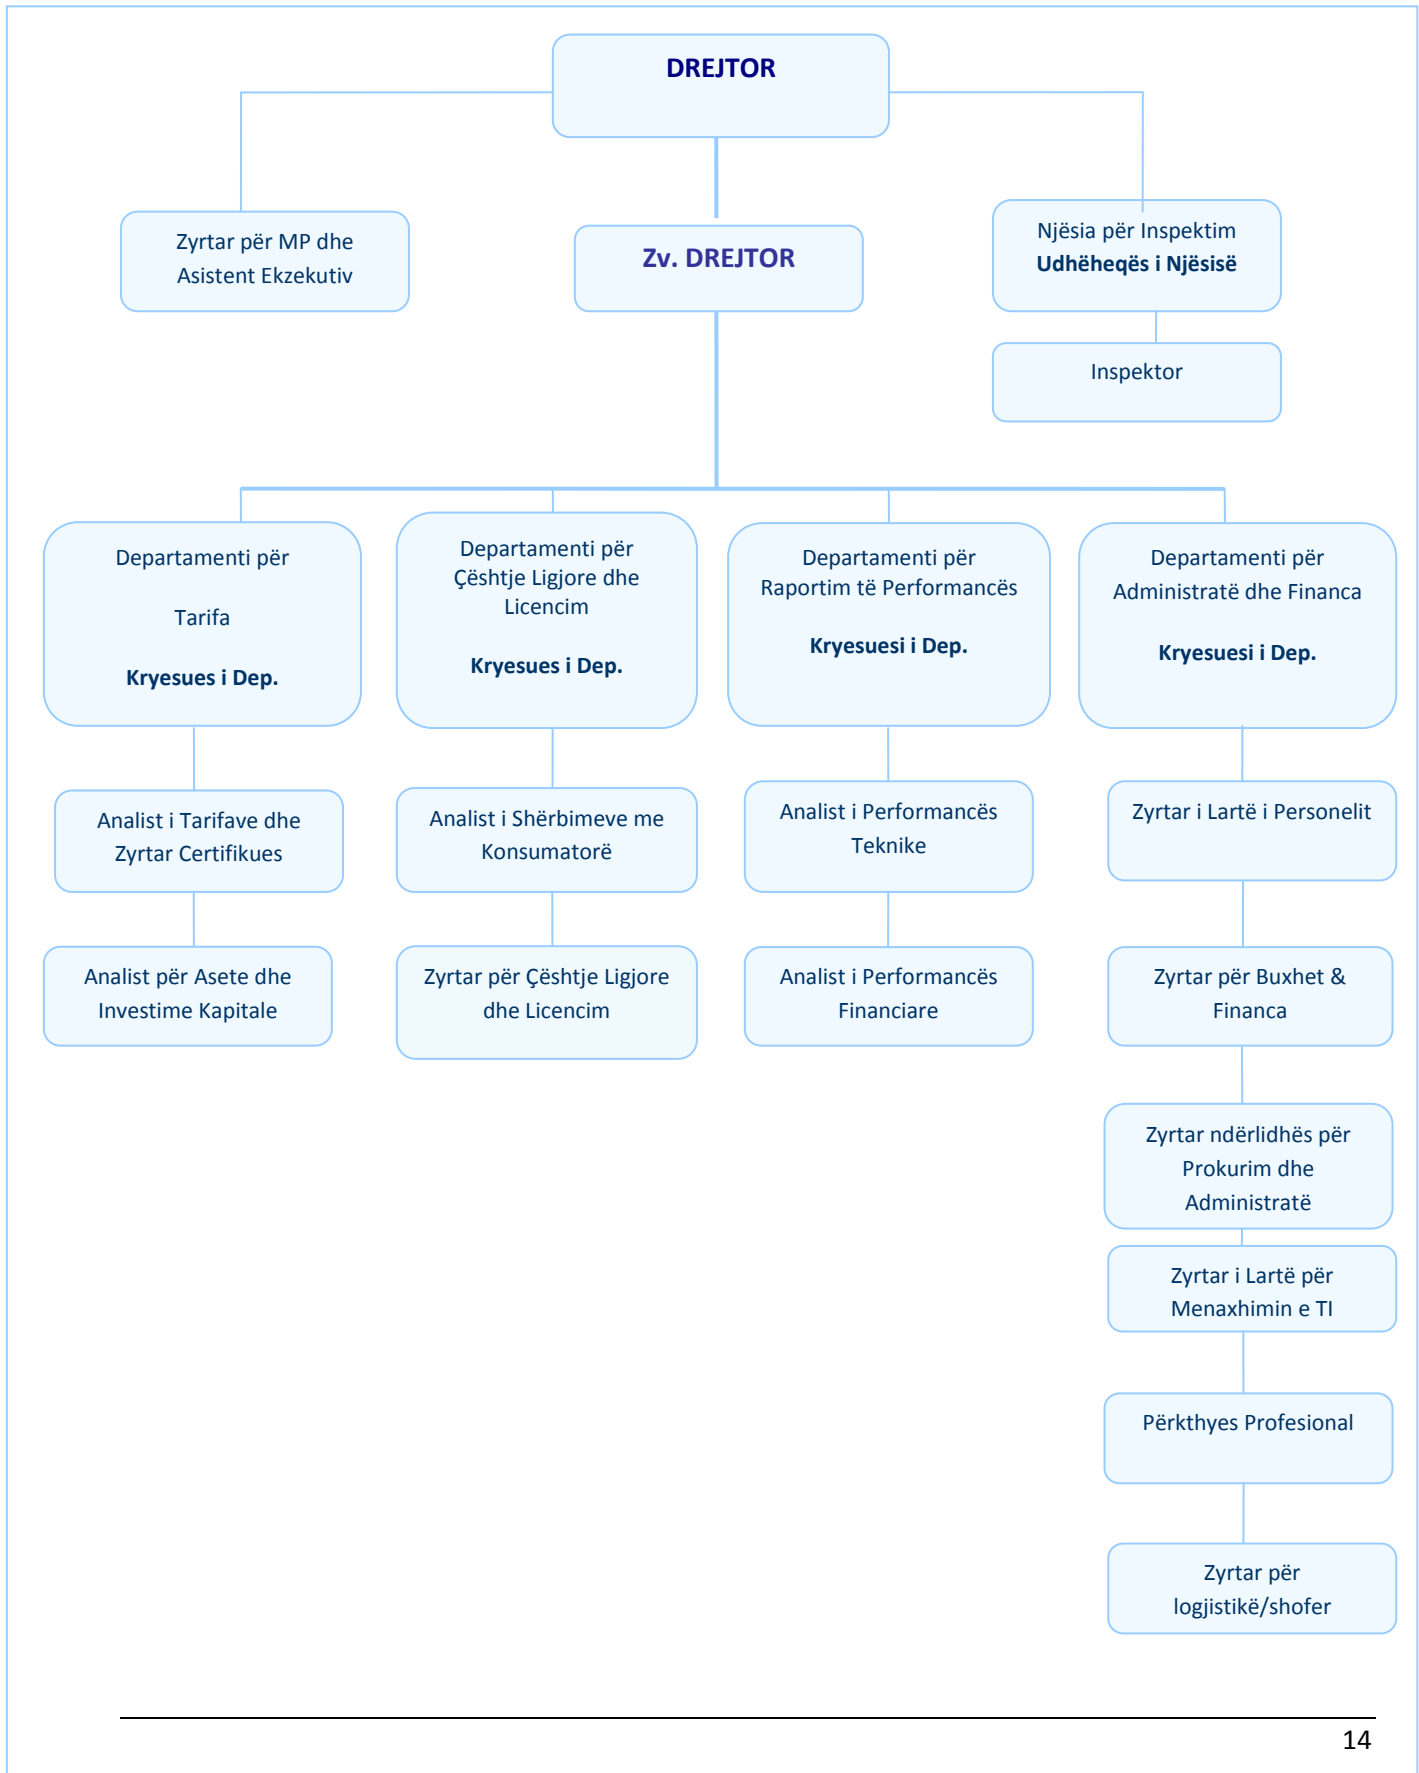 DREJTOR
Zyrtar për MP dhe
Asistent Ekzekutiv
Zv. DREJTOR
Njësia për Inspektim
Udhëheqës i Njësisë
Inspektor
Departamenti për
Tarifa
Kryesues i Dep.
Departamenti për
Çështje Ligjore dhe
Licencim
Kryesues i Dep.
Departamenti për
Raportim të Performancës
Kryesuesi i Dep.
Departamenti për
Administratë dhe Financa
Kryesuesi i Dep.
Analist i Tarifave dhe
Zyrtar Certifikues
Analist i Shërbimeve me
Konsumatorë
Analist i Performancës
Teknike
Zyrtar i Lartë i Personelit
Analist për Asete dhe
Investime Kapitale
Zyrtar për Çështje Ligjore
dhe Licencim
Analist i Performancës
Financiare
Zyrtar për Buxhet &
Financa
Zyrtar ndërlidhës për
Prokurim dhe
Administratë
Zyrtar i Lartë për
Menaxhimin e TI
Përkthyes Profesional
Zyrtar për
logjistikë/shofer
14